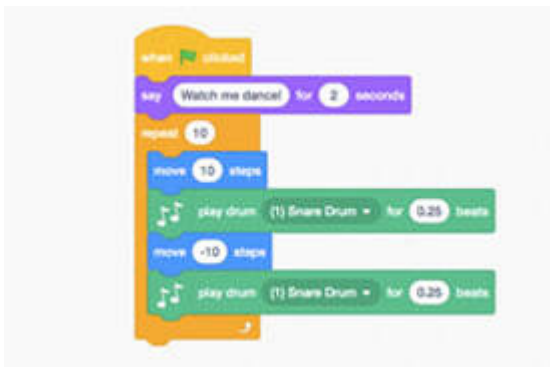 when clicked
say Watch me dance! for 2 seconds
repeat 10
move 10 steps
play drum (1) Snare Drum for 0.25 beats
move -10 steps
play drum (1) Snare Drum for 0.25 beats